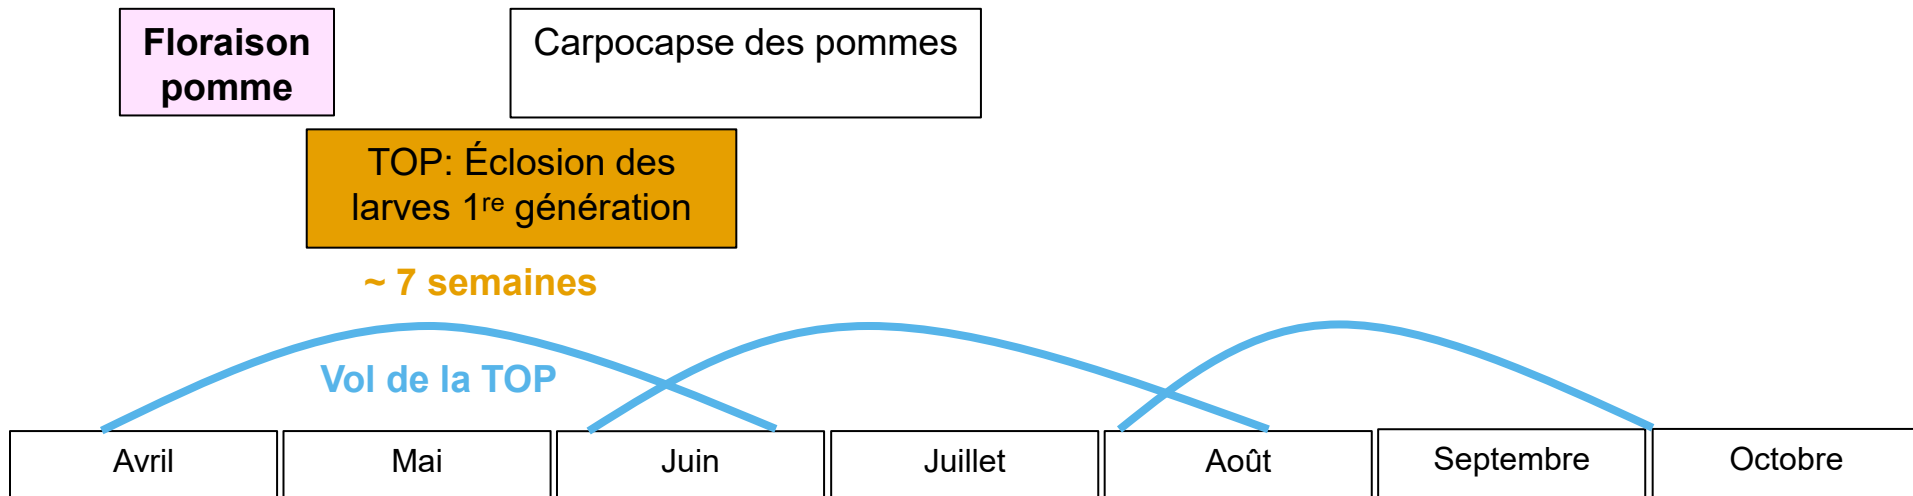 Floraison
pomme
Carpocapse des pommes
TOP: Éclosion des
larves 1re génération
~ 7 semaines
Vol de la TOP
Avril
Mai
Juin
Juillet
Août
Septembre
Octobre